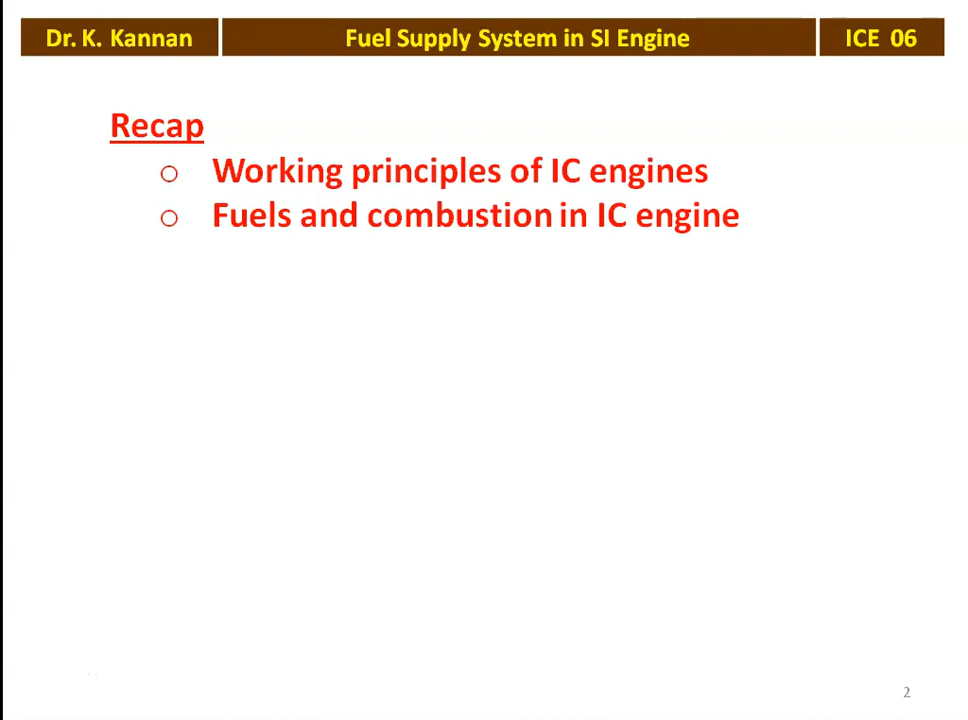 Dr. K. Kannan
Fuel Supply System in SI Engine
ICE 06
Recap
○ Working principles of IC engines
○ Fuels and combustion in IC engine
2